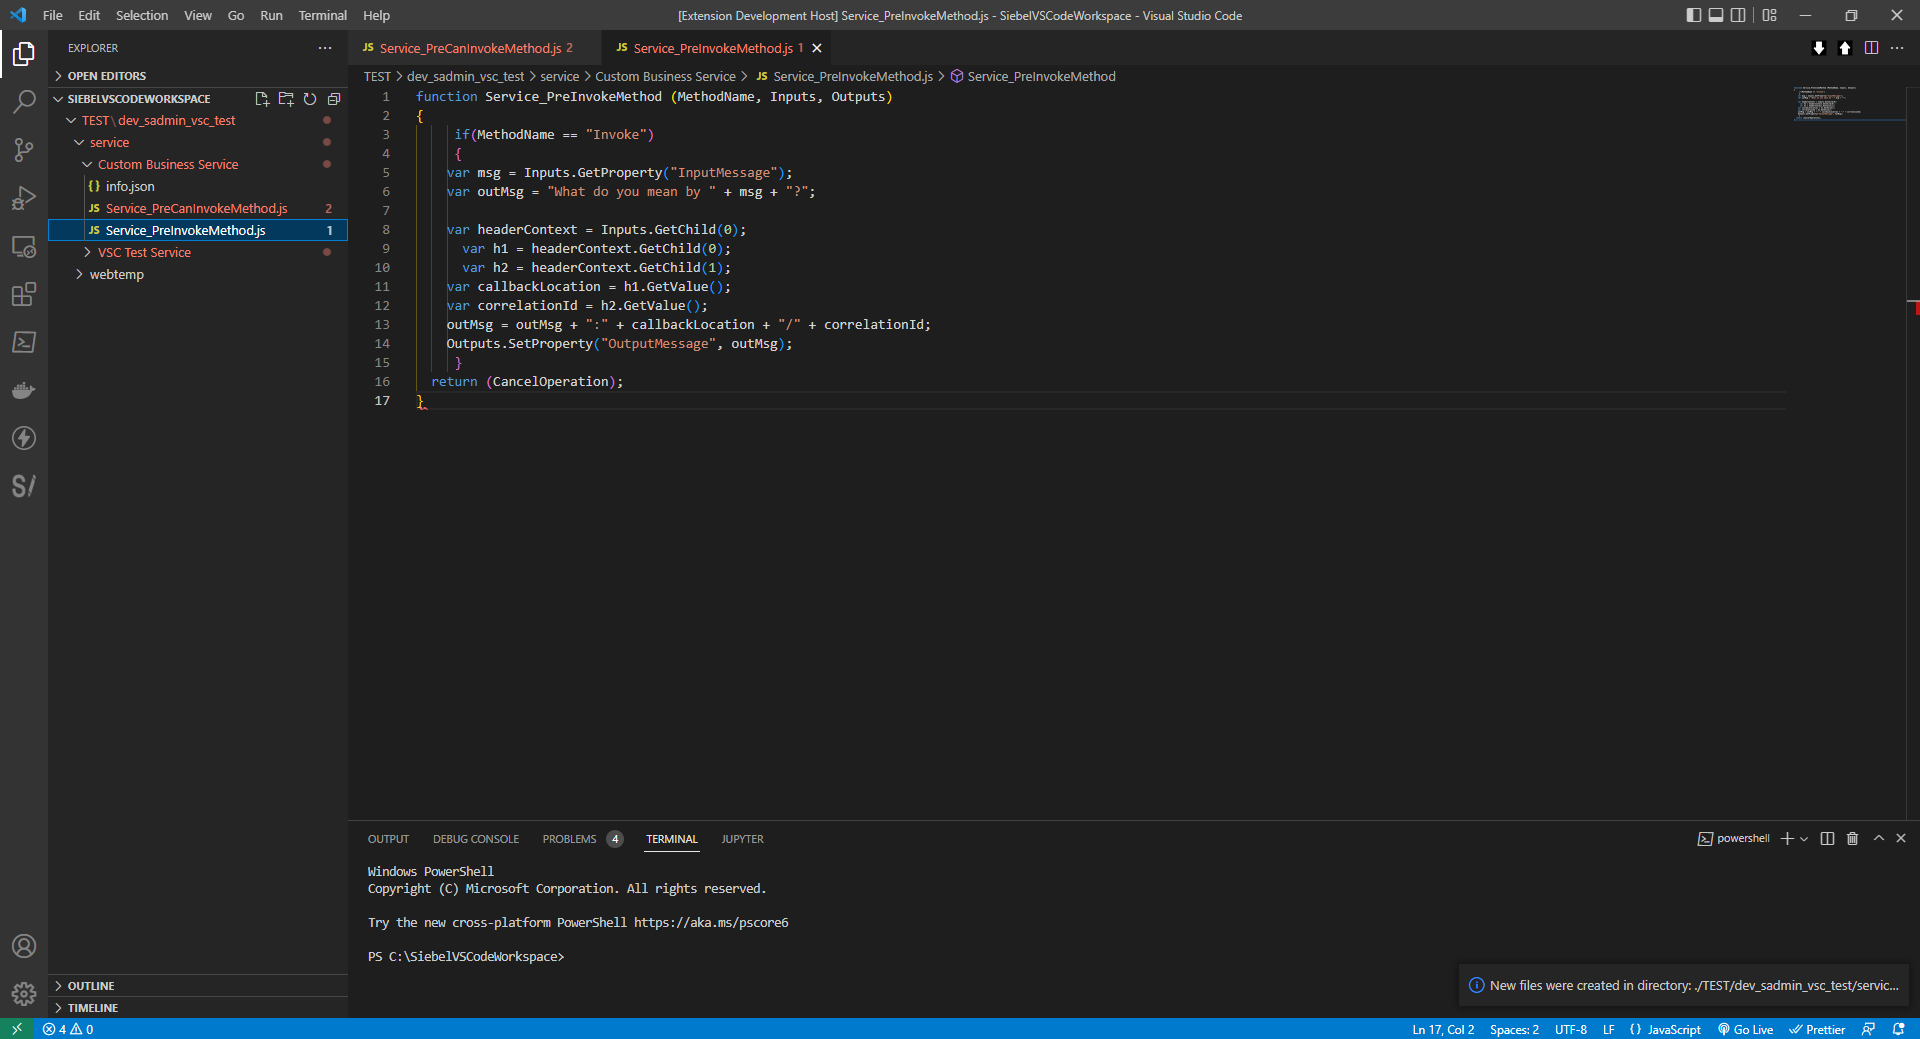 File Edit Selection View Go Run Terminal Help
[Extension Development Host] Service_PreInvokeMethod.js - SiebelVSCodeWorkspace - Visual Studio Code
EXPLORER
OPEN EDITORS
SIEBELVSCODEWORKSPACE
TEST \ dev_sadmin_vsc_test
service
Custom Business Service
{} info.json
JS Service_PreCanInvokeMethod.js 2
JS Service_PreInvokeMethod.js 1
VSC Test Service
webtemp
OUTLINE
TIMELINE
JS Service_PreCanInvokeMethod.js 2
JS Service_PreInvokeMethod.js 1
TEST > dev_sadmin_vsc_test > service > Custom Business Service > JS Service_PreInvokeMethod.js > Service_PreInvokeMethod
1 function Service_PreInvokeMethod (MethodName, Inputs, Outputs)
2 {
3 if(MethodName == "Invoke")
4 {
5 var msg = Inputs.GetProperty("InputMessage");
6 var outMsg = "What do you mean by " + msg + "?";
7
8 var headerContext = Inputs.GetChild(0);
9 var h1 = headerContext.GetChild(0);
10 var h2 = headerContext.GetChild(1);
11 var callbackLocation = h1.GetValue();
12 var correlationId = h2.GetValue();
13 outMsg = outMsg + ":" + callbackLocation + "/" + correlationId;
14 Outputs.SetProperty("OutputMessage", outMsg);
15 }
16 return (CancelOperation);
17 }
OUTPUT DEBUG CONSOLE PROBLEMS 4 TERMINAL JUPYTER
powershell
Windows PowerShell
Copyright (C) Microsoft Corporation. All rights reserved.
Try the new cross-platform PowerShell https://aka.ms/pscore6
PS C:\SiebelVSCodeWorkspace>
New files were created in directory: ./TEST/dev_sadmin_vsc_test/servic...
4 0
Ln 17, Col 2 Spaces: 2 UTF-8 LF {} JavaScript Go Live Prettier